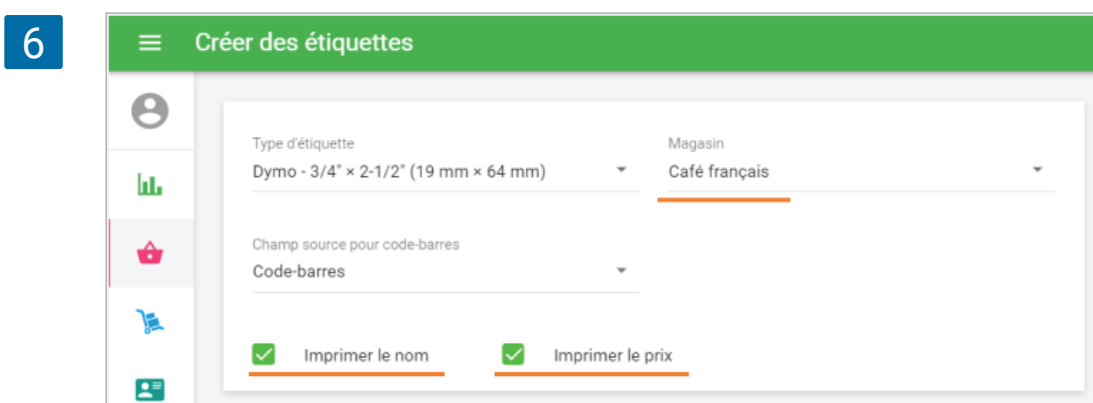 6
Créer des étiquettes
Type d'étiquette
Dymo - 3/4" × 2-1/2" (19 mm × 64 mm)
Magasin
Café français
Champ source pour code-barres
Code-barres
Imprimer le nom
Imprimer le prix